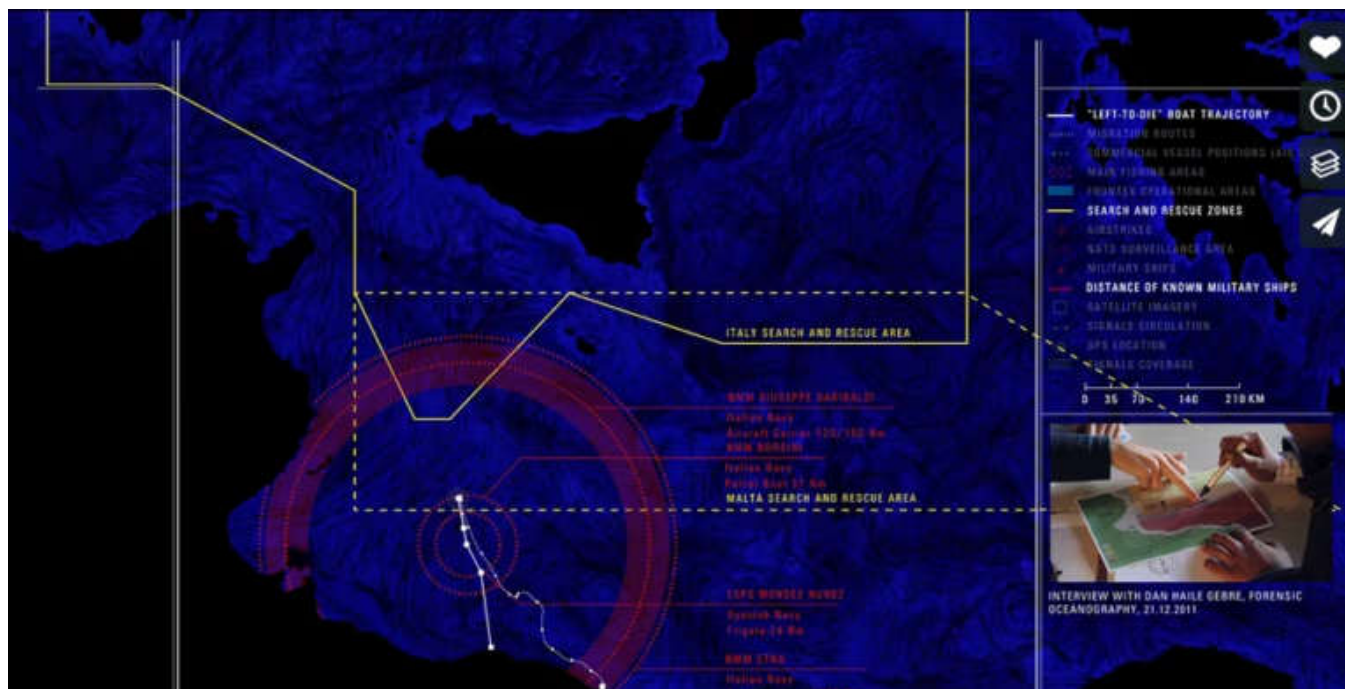 "LEFT-TO-DIE" BOAT TRAJECTORY
MIGRATION ROUTES
COMMERCIAL VESSEL POSITIONS (AIS
MAIN FISHING AREAS
FRONTEX OPERATIONAL AREAS
SEARCH AND RESCUE ZONES
AIRSTRIKES
NATO SURVEILLANCE AREA
MILITARY SHIPS
DISTANCE OF KNOWN MILITARY SHIPS
SATELLITE IMAGERY
SIGNALS CIRCULATION
GPS LOCATION
SIGNALS COVERAGE
0 35 70 140 210 KM
ITALY SEARCH AND RESCUE AREA
NMM GIUSEPPE GARIBALDI
Italian Navy
Aircraft Carrier
NMM BORSINI
Italian Navy
Patrol Boat 37 Nm
MALTA SEARCH AND RESCUE AREA
ESPS MENDEZ NUNEZ
Spanish Navy
Frigate
NMM ETNA
Italian Navy
INTERVIEW WITH DAN HAILE GEBRE, FORENSIC
OCEANOGRAPHY, 21.12.2011